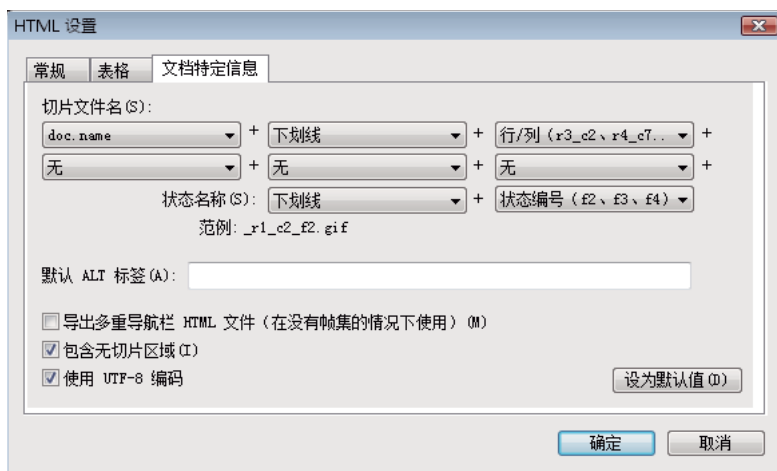 HTML 设置
常规 表格 文档特定信息
切片文件名(S):
doc.name + 下划线 + 行/列 (r3_c2、r4_c7.. +
无 + 无 + 无 +
状态名称(S): 下划线 + 状态编号 (f2、f3、f4)
范例: _r1_c2_f2.gif
默认 ALT 标签(A):
导出多重导航栏 HTML 文件 (在没有帧集的情况下使用) (M)
包含无切片区域(I)
使用 UTF-8 编码
设为默认值(D)
确定 取消